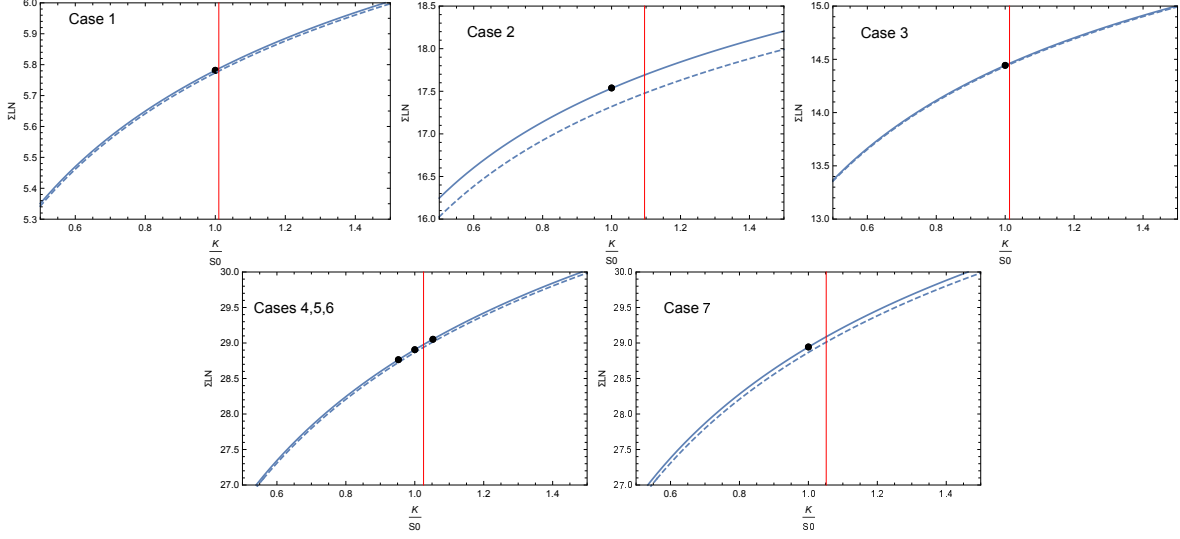 Case 1
ΣLN
6.0
5.9
5.8
5.7
5.6
5.5
5.4
5.3
0.6 0.8 1.0 1.2 1.4
K
S0
Case 2
ΣLN
18.5
18.0
17.5
17.0
16.5
16.0
0.6 0.8 1.0 1.2 1.4
K
S0
Case 3
ΣLN
15.0
14.5
14.0
13.5
13.0
0.6 0.8 1.0 1.2 1.4
K
S0
Cases 4,5,6
ΣLN
30.0
29.5
29.0
28.5
28.0
27.5
27.0
0.6 0.8 1.0 1.2 1.4
K
S0
Case 7
ΣLN
30.0
29.5
29.0
28.5
28.0
27.5
27.0
0.6 0.8 1.0 1.2 1.4
K
S0